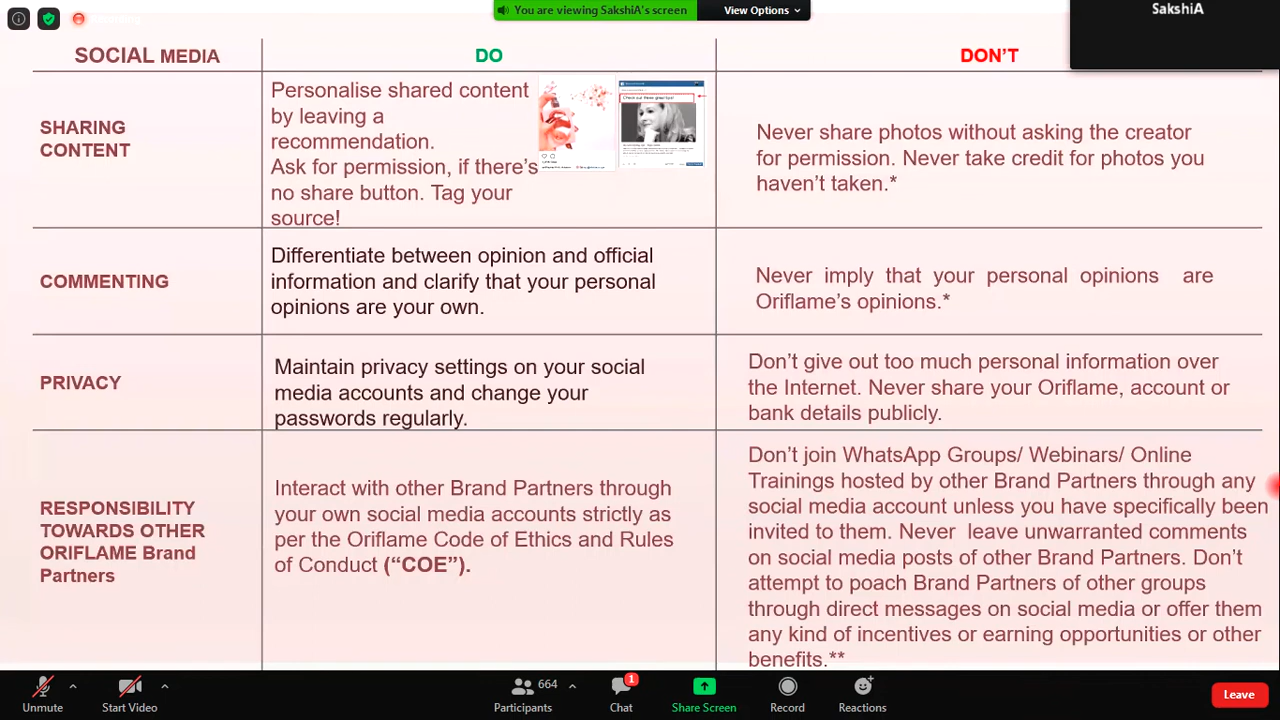 You are viewing SakshiA's screen
View Options
SakshiA
SOCIAL MEDIA
DO
DON'T
SHARING
CONTENT
Personalise shared content
by leaving a
recommendation.
Ask for permission, if there's
no share button. Tag your
source!
Never share photos without asking the creator
for permission. Never take credit for photos you
haven't taken.*
COMMENTING
Differentiate between opinion and official
information and clarify that your personal
opinions are your own.
Never imply that your personal opinions are
Oriflame's opinions.*
PRIVACY
Maintain privacy settings on your social
media accounts and change your
passwords regularly.
Don't give out too much personal information over
the Internet. Never share your Oriflame, account or
bank details publicly.
RESPONSIBILITY
TOWARDS OTHER
ORIFLAME Brand
Partners
Interact with other Brand Partners through
your own social media accounts strictly as
per the Oriflame Code of Ethics and Rules
of Conduct (“COE”).
Don't join WhatsApp Groups/ Webinars/ Online
Trainings hosted by other Brand Partners through any
social media account unless you have specifically been
invited to them. Never leave unwarranted comments
on social media posts of other Brand Partners. Don't
attempt to poach Brand Partners of other groups
through direct messages on social media or offer them
any kind of incentives or earning opportunities or other
benefits.**
Unmute
Start Video
664
Participants
1
Chat
Share Screen
Record
Reactions
Leave